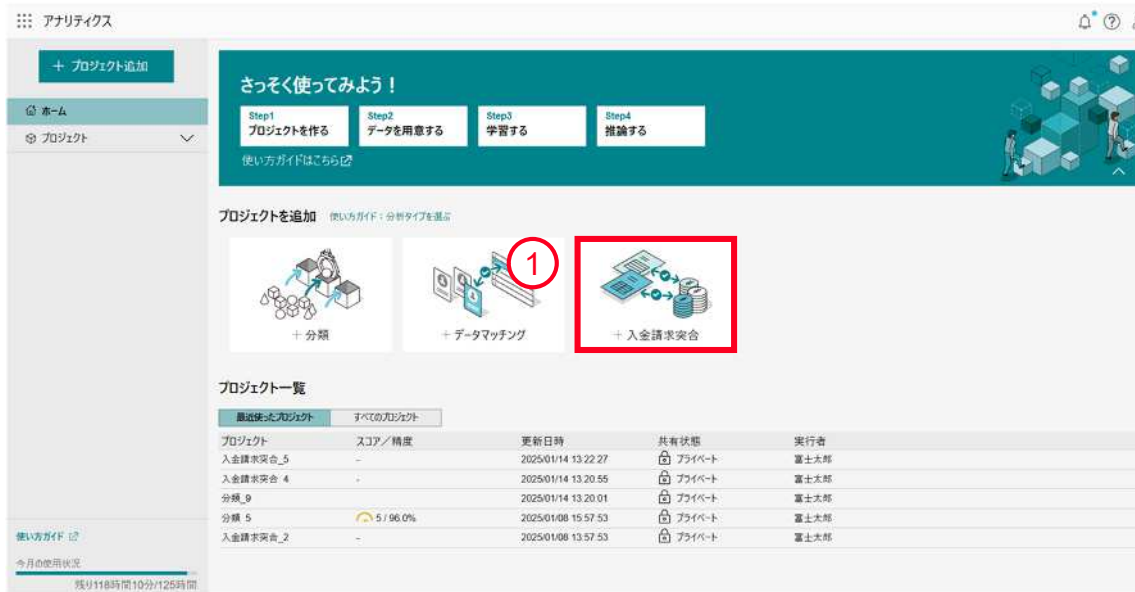 アナリティクス
＋ プロジェクト追加
ホーム
プロジェクト
さっそく使ってみよう！
Step1
プロジェクトを作る
Step2
データを用意する
Step3
学習する
Step4
推論する
使い方ガイドはこちら
プロジェクトを追加 使い方ガイド：分析タイプを選ぶ
1
＋分類
＋データマッチング
＋入金請求突合
プロジェクト一覧
最近使ったプロジェクト すべてのプロジェクト
プロジェクト スコア／精度 更新日時 共有状態 実行者
入金請求突合_5 - 2025/01/14 13:22:27 プライベート 富士太郎
入金請求突合_4 - 2025/01/14 13:20:55 プライベート 富士太郎
分類_9 2025/01/14 13:20:01 プライベート 富士太郎
分類_5 5 / 96.0% 2025/01/08 15:57:53 プライベート 富士太郎
入金請求突合_2 - 2025/01/08 13:57:53 プライベート 富士太郎
使い方ガイド
今月の使用状況
残り118時間10分/125時間